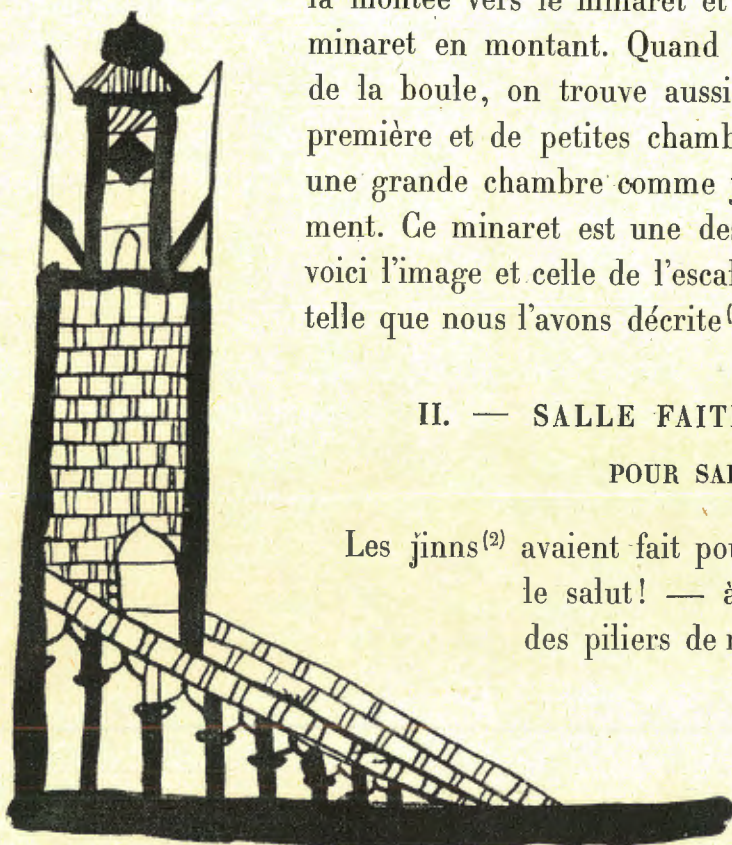 la montée vers le minaret et
minaret en montant. Quand
de la boule, on trouve aussi
première et de petites chamb
une grande chambre comme
ment. Ce minaret est une de
voici l'image et celle de l'escal
telle que nous l'avons décrite
II. — SALLE FAIT
POUR SA
Les jinns(2) avaient fait pou
le salut! — à
des piliers de